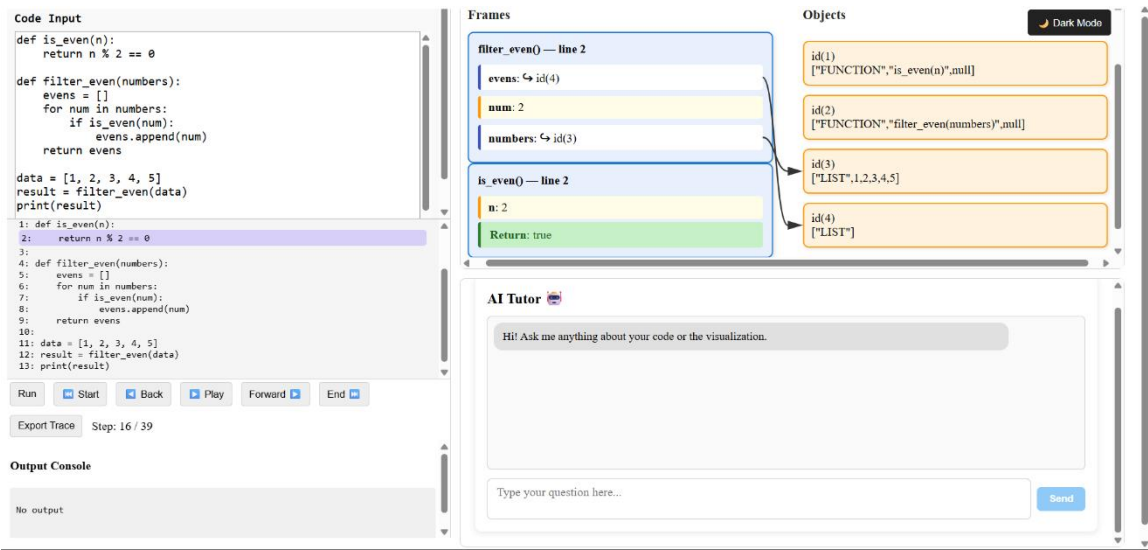 Code Input
def is_even(n):
    return n % 2 == 0
def filter_even(numbers):
    evens = []
    for num in numbers:
        if is_even(num):
            evens.append(num)
    return evens
data = [1, 2, 3, 4, 5]
result = filter_even(data)
print(result)
1: def is_even(n):
2:     return n % 2 == 0
3:
4: def filter_even(numbers):
5:     evens = []
6:     for num in numbers:
7:         if is_even(num):
8:             evens.append(num)
9:     return evens
10:
11: data = [1, 2, 3, 4, 5]
12: result = filter_even(data)
13: print(result)
Run
Start
Back
Play
Forward
End
Export Trace
Step: 16 / 39
Output Console
No output
Frames
filter_even() — line 2
evens: ↪ id(4)
num: 2
numbers: ↪ id(3)
is_even() — line 2
n: 2
Return: true
Objects
🌙 Dark Mode
id(1)
["FUNCTION","is_even(n)",null]
id(2)
["FUNCTION","filter_even(numbers)",null]
id(3)
["LIST",1,2,3,4,5]
id(4)
["LIST"]
AI Tutor 🤖
Hi! Ask me anything about your code or the visualization.
Type your question here...
Send